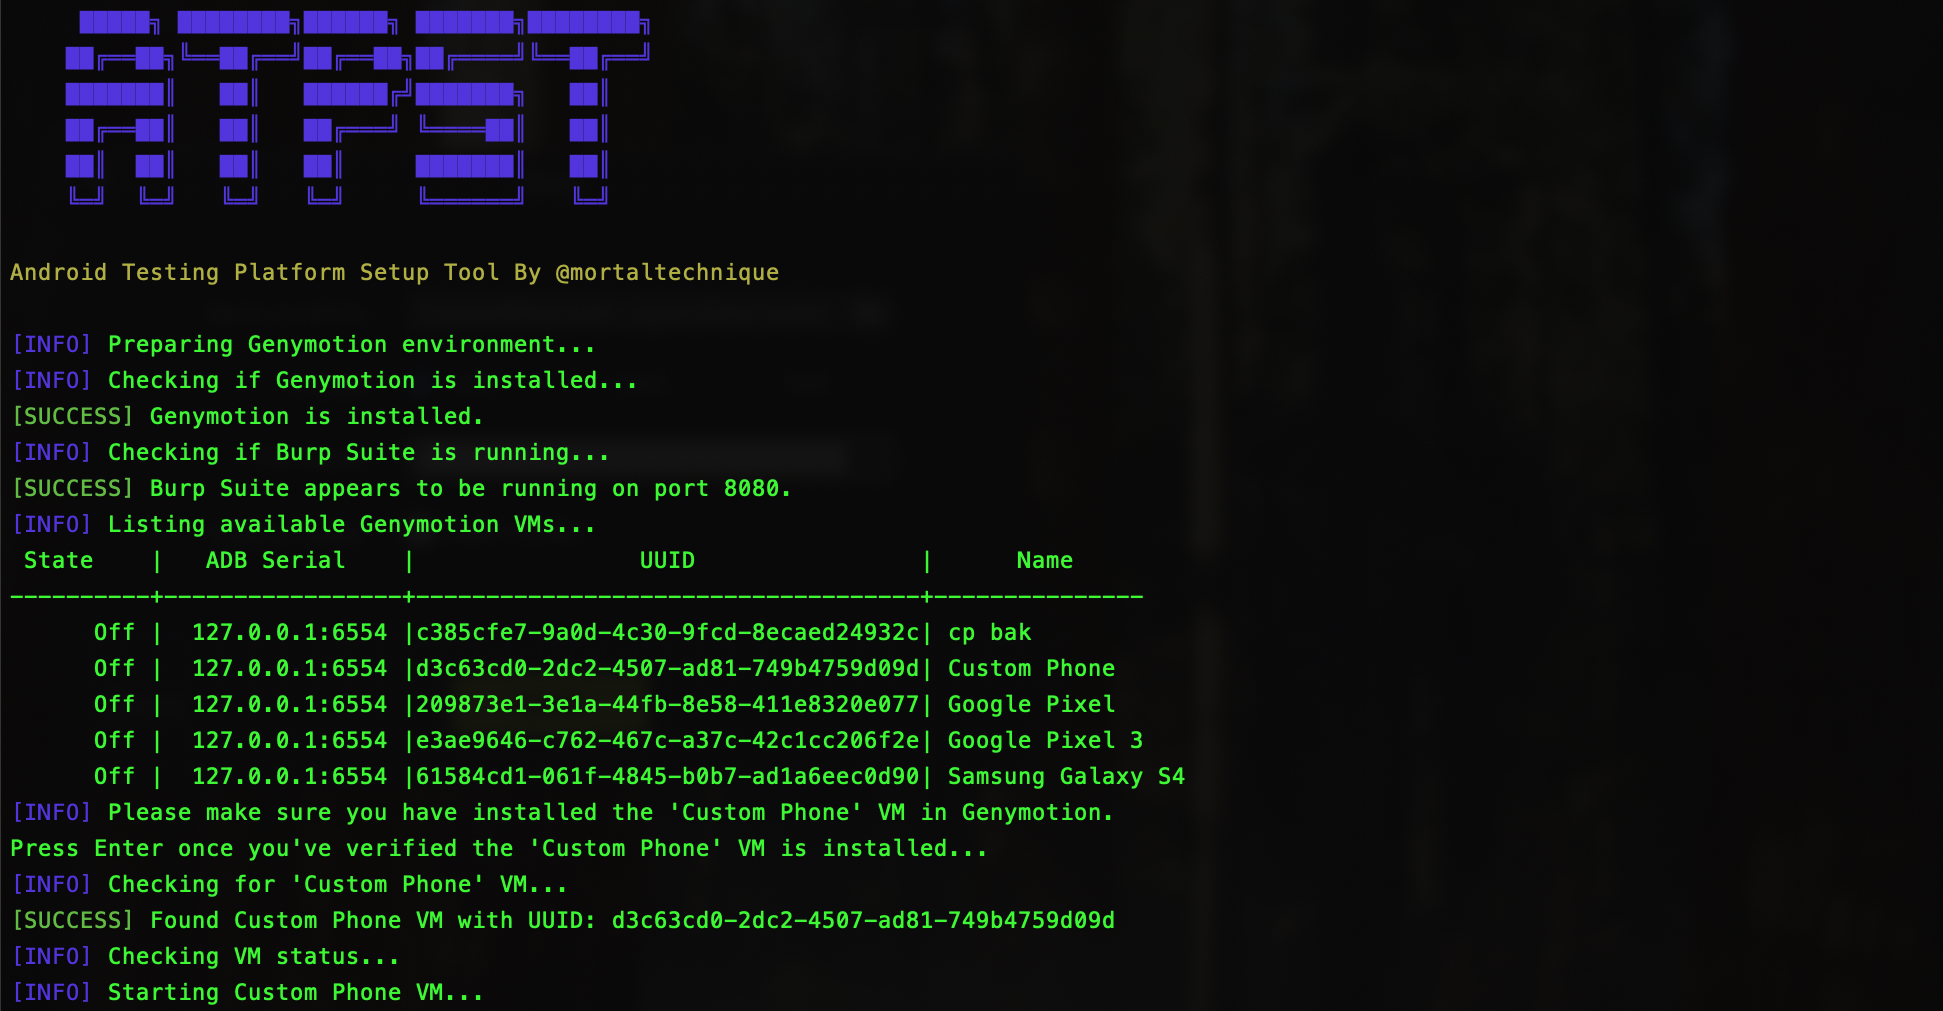 ATPST
Android Testing Platform Setup Tool By @mortaltechnique
[INFO] Preparing Genymotion environment...
[INFO] Checking if Genymotion is installed...
[SUCCESS] Genymotion is installed.
[INFO] Checking if Burp Suite is running...
[SUCCESS] Burp Suite appears to be running on port 8080.
[INFO] Listing available Genymotion VMs...
State | ADB Serial | UUID | Name
----------+-----------------+------------------------------------+---------------
Off | 127.0.0.1:6554 |c385cfe7-9a0d-4c30-9fcd-8ecaed24932c| cp bak
Off | 127.0.0.1:6554 |d3c63cd0-2dc2-4507-ad81-749b4759d09d| Custom Phone
Off | 127.0.0.1:6554 |209873e1-3e1a-44fb-8e58-411e8320e077| Google Pixel
Off | 127.0.0.1:6554 |e3ae9646-c762-467c-a37c-42c1cc206f2e| Google Pixel 3
Off | 127.0.0.1:6554 |61584cd1-061f-4845-b0b7-ad1a6eec0d90| Samsung Galaxy S4
[INFO] Please make sure you have installed the 'Custom Phone' VM in Genymotion.
Press Enter once you've verified the 'Custom Phone' VM is installed...
[INFO] Checking for 'Custom Phone' VM...
[SUCCESS] Found Custom Phone VM with UUID: d3c63cd0-2dc2-4507-ad81-749b4759d09d
[INFO] Checking VM status...
[INFO] Starting Custom Phone VM...